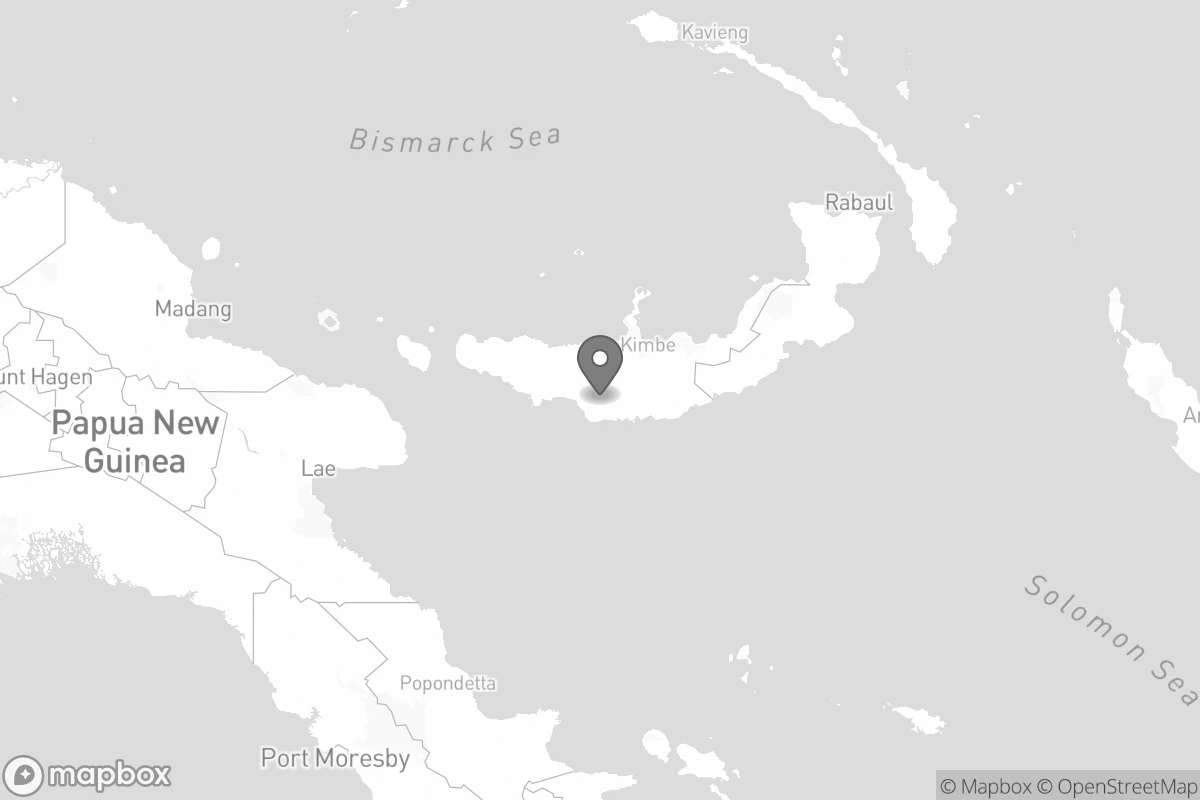 Kavieng
Bismarck Sea
Rabaul
Madang
Kimbe
unt Hagen
Papua New
Guinea
Ar
Lae
Solomon Sea
Popondetta
Port Moresby
mapbox
© Mapbox © OpenStreetMap